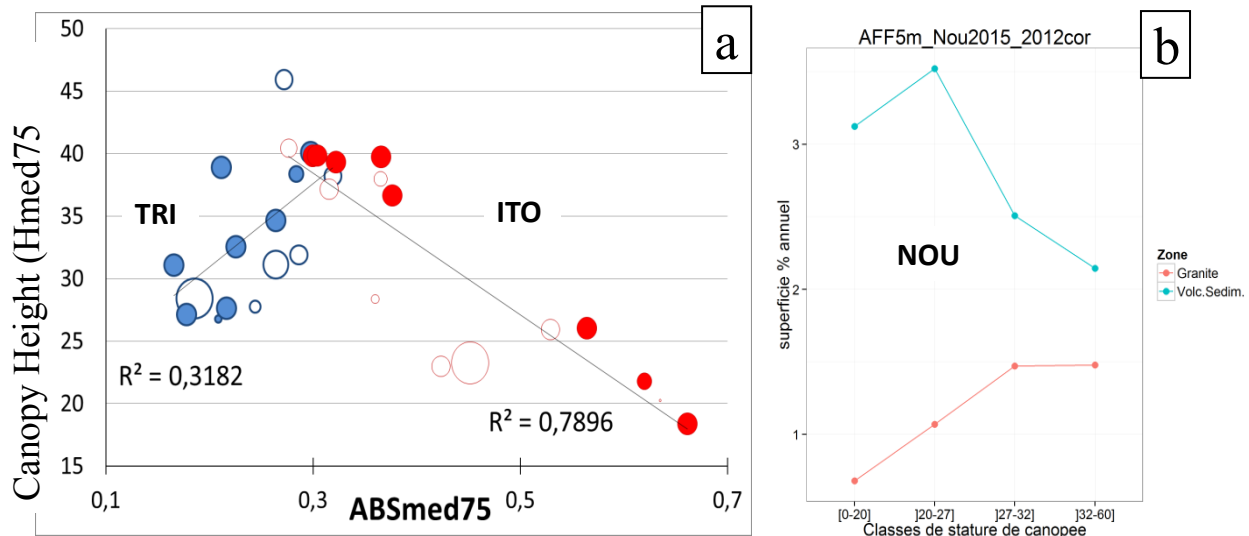 a
Canopy Height (Hmed75
50
45
40
35
30
25
20
15
TRI
ITO
R² = 0,3182
R² = 0,7896
0,1
0,3
0,5
0,7
ABSmed75
b
AFF5m_Nou2015_2012cor
superficie % annuel
3
2
1
NOU
Zone
Granite
Volc.Sedim.
[0-20]
]20-27]
]27-32]
]32-60]
Classes de stature de canopee